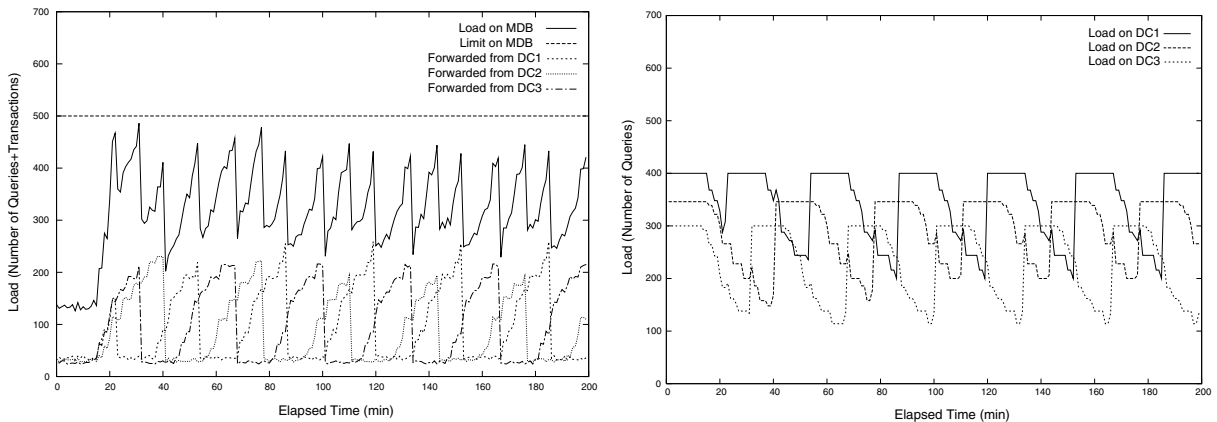 700
600
500
400
300
200
100
0
0 20 40 60 80 100 120 140 160 180 200
Load (Number of Queries+Transactions)
Elapsed Time (min)
Load on MDB
Limit on MDB
Forwarded from DC1
Forwarded from DC2
Forwarded from DC3
700
600
500
400
300
200
100
0
0 20 40 60 80 100 120 140 160 180 200
Load (Number of Queries)
Elapsed Time (min)
Load on DC1
Load on DC2
Load on DC3